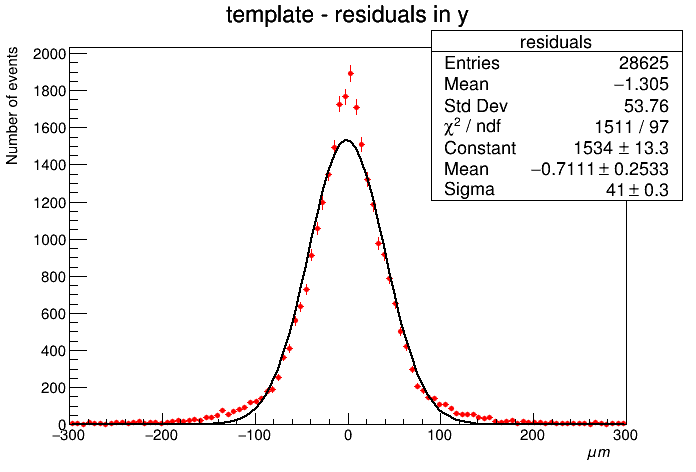 template - residuals in y
residuals
Entries 28625
Mean −1.305
Std Dev 53.76
χ² / ndf 1511 / 97
Constant 1534 ± 13.3
Mean −0.7111 ± 0.2533
Sigma 41 ± 0.3
Number of events
2000
1800
1600
1400
1200
1000
800
600
400
200
0
−300 −200 −100 0 100 200 300
μm